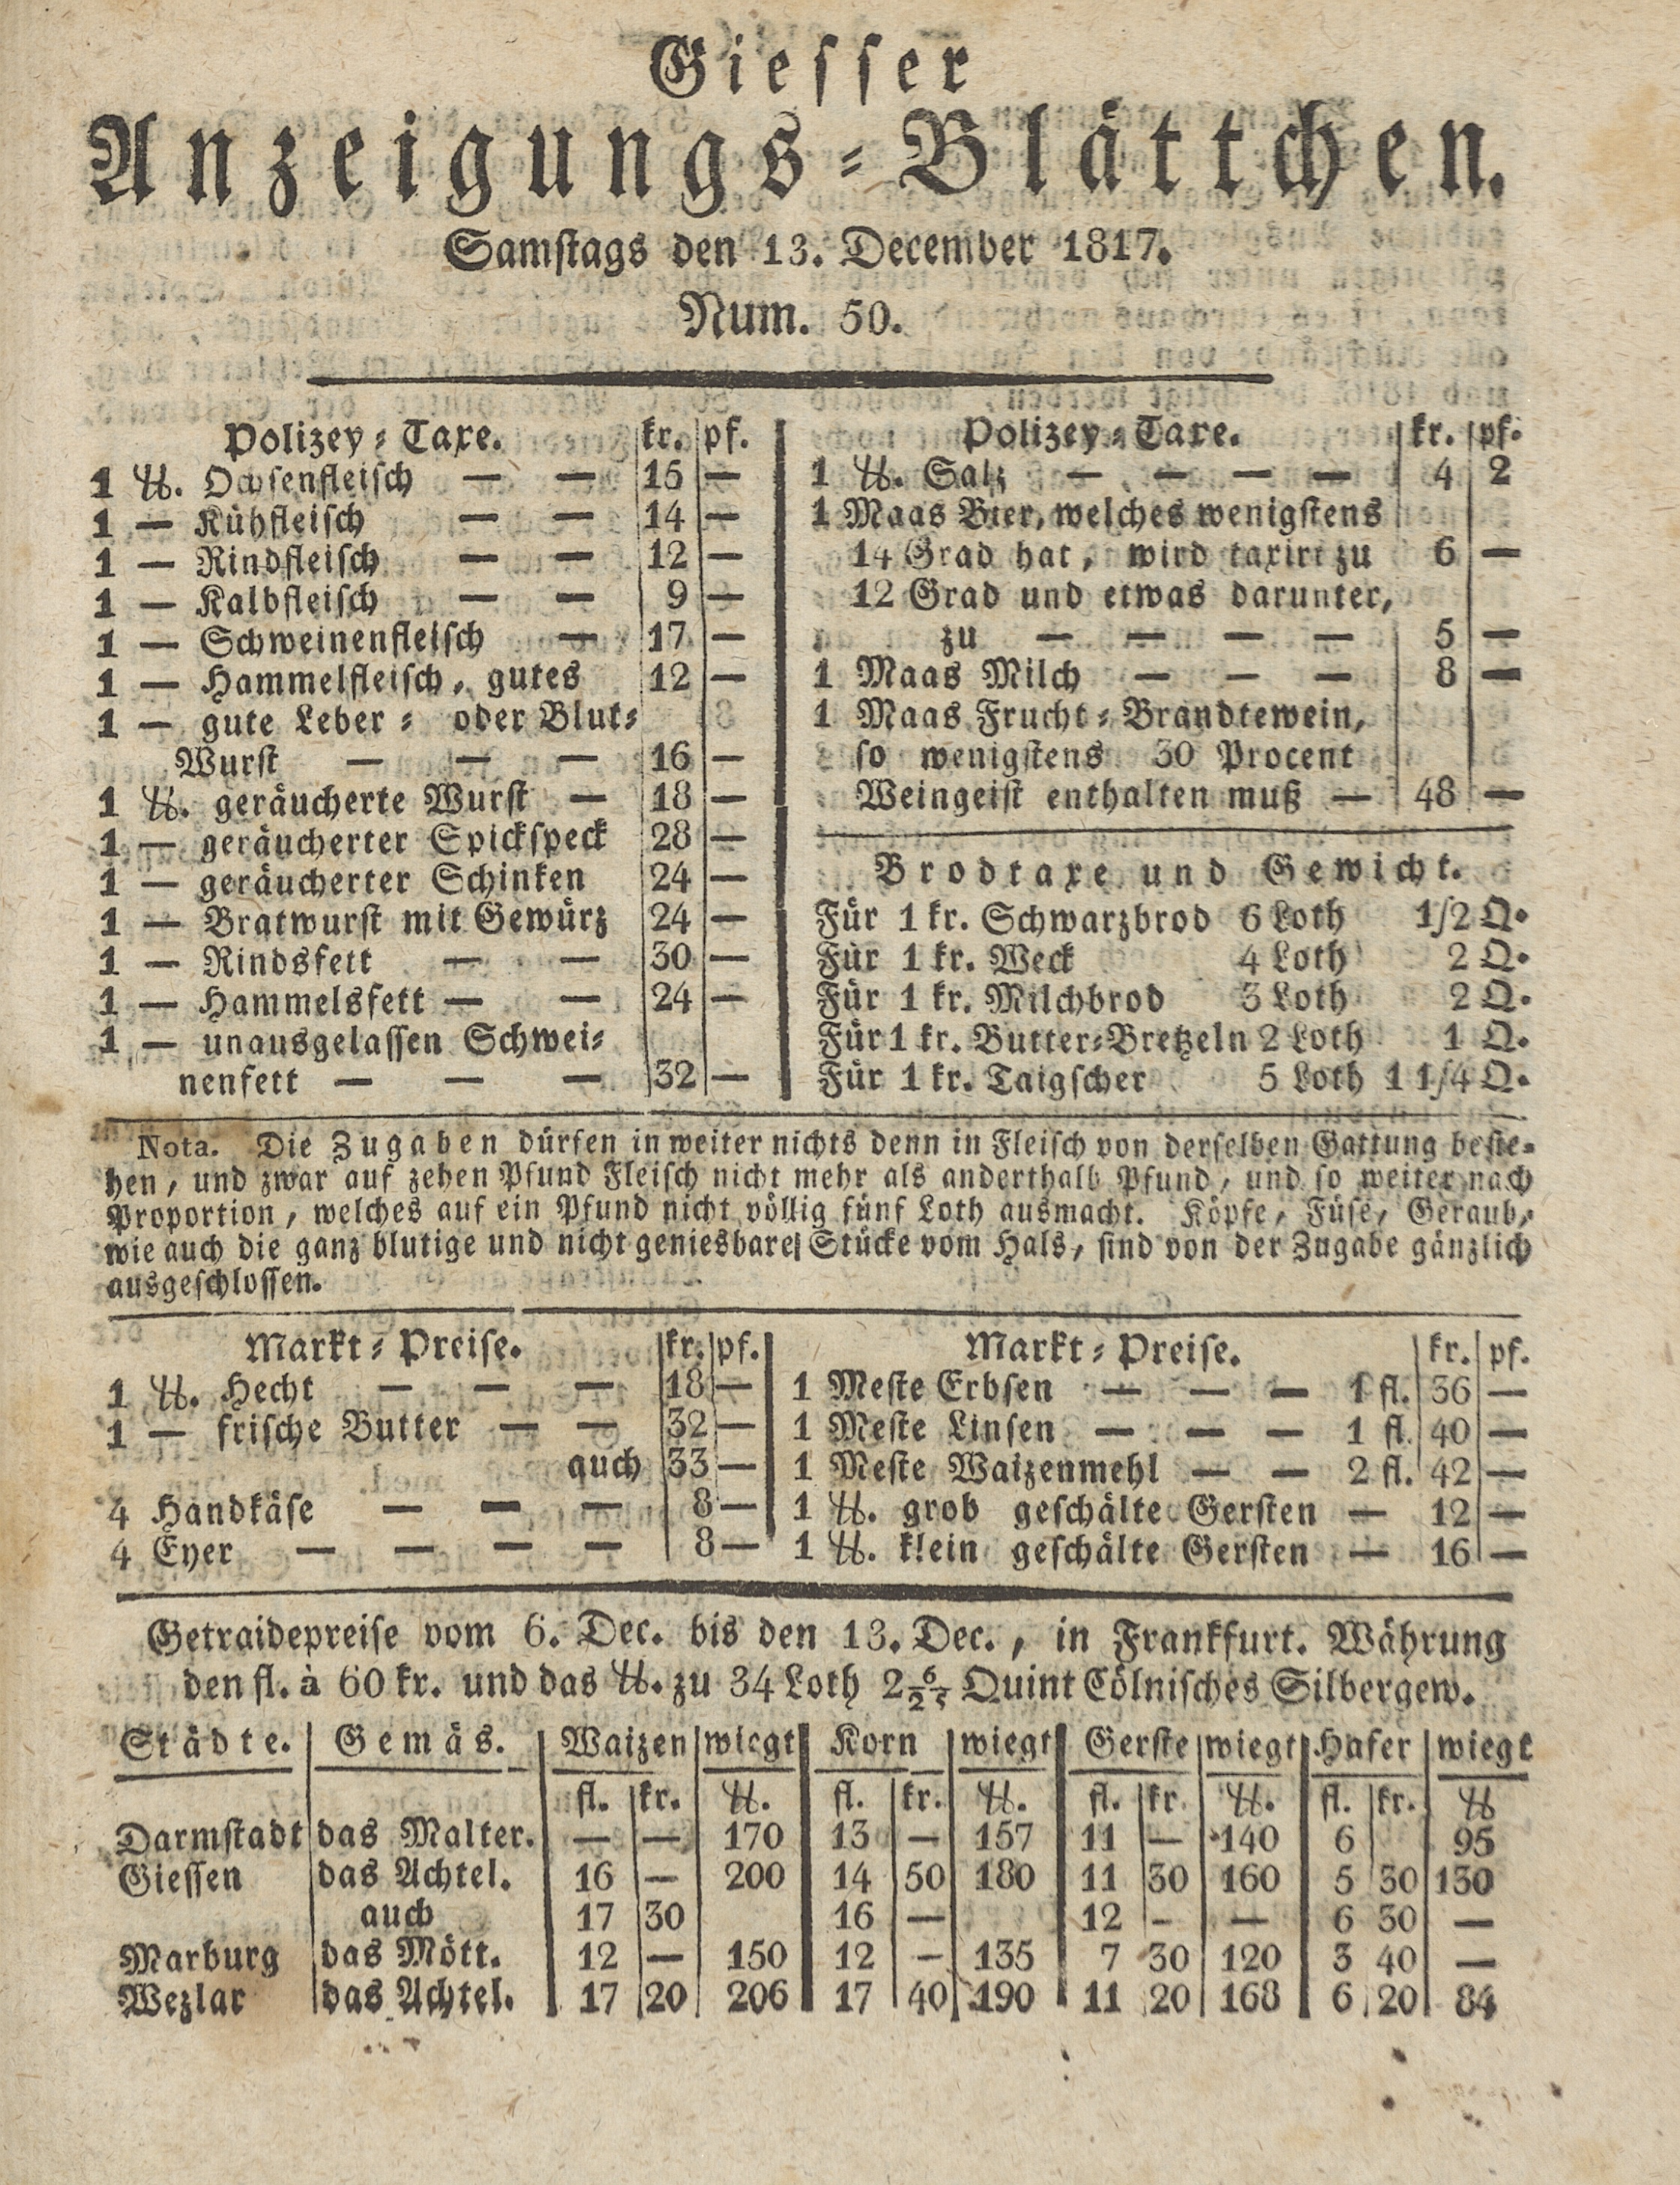 Giesser
Anzeigungs-Blättchen.
Samstags den 13. December 1817.
Num. 50.
Polizey-Taxe. kr. pf.
1 ℔. Ochsenfleisch — — 15 —
1 — Kühfleisch — — 14 —
1 — Rindfleisch — — 12 —
1 — Kalbfleisch — — 9 —
1 — Schweinenfleisch — 17 —
1 — Hammelfleisch, gutes 12 —
1 — gute Leber- oder Blut-
Wurst — — — 16 —
1 ℔. geräucherte Wurst — 18 —
1 — geräucherter Spickspeck 28 —
1 — geräucherter Schinken 24 —
1 — Bratwurst mit Gewürz 24 —
1 — Rindsfett — — 30 —
1 — Hammelsfett — — 24 —
1 — unausgelassen Schwei-
nenfett — — — 32 —
Polizey-Taxe. kr. pf.
1 ℔. Salz — — — — 4 2
1 Maas Bier, welches wenigstens
14 Grad hat, wird taxirt zu 6 —
12 Grad und etwas darunter,
zu — — — — 5 —
1 Maas Milch — — — 8 —
1 Maas Frucht-Brandtewein,
so wenigstens 30 Procent
Weingeist enthalten muß — 48 —
Brodtaxe und Gewicht.
Für 1 kr. Schwarzbrod 6 Loth 1/2 Q.
Für 1 kr. Weck 4 Loth 2 Q.
Für 1 kr. Milchbrod 3 Loth 2 Q.
Für 1 kr. Butter-Bretzeln 2 Loth 1 Q.
Für 1 kr. Taigscher 5 Loth 1 1/4 Q.
Nota. Die Zugaben dürfen in weiter nichts denn in Fleisch von derselben Gattung beste-
hen, und zwar auf zehen Pfund Fleisch nicht mehr als anderthalb Pfund, und so weiter nach
Proportion, welches auf ein Pfund nicht völlig fünf Loth ausmacht. Köpfe, Füse, Geraub,
wie auch die ganz blutige und nicht geniesbare Stücke vom Hals, sind von der Zugabe gänzlich
ausgeschlossen.
Markt-Preise. kr. pf.
1 ℔. Hecht — — — 18 —
1 — frische Butter — — 32 —
auch 33 —
4 Handkäse — — — 8 —
4 Eyer — — — — 8 —
Markt-Preise. kr. pf.
1 Meste Erbsen — — — 1 fl. 36 —
1 Meste Linsen — — — 1 fl. 40 —
1 Meste Waizenmehl — — 2 fl. 42 —
1 ℔. grob geschälte Gersten — 12 —
1 ℔. klein geschälte Gersten — 16 —
Getraidepreise vom 6. Dec. bis den 13. Dec., in Frankfurt. Währung
den fl. à 60 kr. und das ℔. zu 34 Loth 2 6/25 Quint Cölnisches Silbergew.
Städte. Gemäs. Waizen wiegt Korn wiegt Gerste wiegt Hafer wiegt
fl. kr. ℔. fl. kr. ℔. fl. kr. ℔. fl. kr. ℔
Darmstadt das Malter. — — 170 13 — 157 11 — 140 6 95
Giessen das Achtel. 16 — 200 14 50 180 11 30 160 5 30 130
auch 17 30 16 — 12 – — 6 30 —
Marburg das Mött. 12 — 150 12 – 135 7 30 120 3 40 —
Wezlar das Achtel. 17 20 206 17 40 190 11 20 168 6 20 84